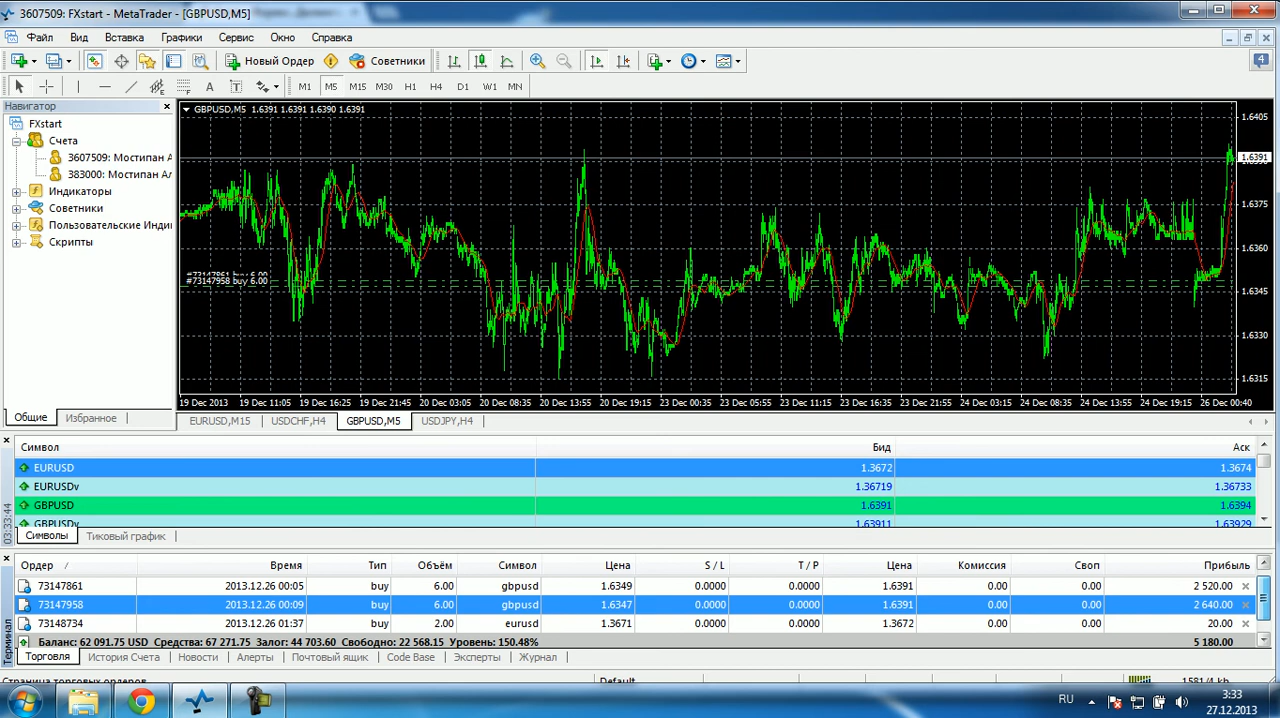 3607509: FXstart - MetaTrader - [GBPUSD,M5]
Файл Вид Вставка Графики Сервис Окно Справка
Новый Ордер Советники 4
A T M1 M5 M15 M30 H1 H4 D1 W1 MN
Навигатор
FXstart
Счета
3607509: Мостипан А
383000: Мостипан Ал
Индикаторы
Советники
Пользовательские Инди
Скрипты
Общие Избранное
GBPUSD,M5 1.6391 1.6391 1.6390 1.6391
1.6405
1.6391
1.6375
1.6360
1.6345
1.6330
1.6315
#73147861 buy 6.00
#73147958 buy 6.00
19 Dec 2013 19 Dec 11:05 19 Dec 16:25 19 Dec 21:45 20 Dec 03:05 20 Dec 08:35 20 Dec 13:55 20 Dec 19:15 23 Dec 00:35 23 Dec 05:55 23 Dec 11:15 23 Dec 16:35 23 Dec 21:55 24 Dec 03:15 24 Dec 08:35 24 Dec 19:15 26 Dec 00:40
EURUSD,M15 USDCHF,H4 GBPUSD,M5 USDJPY,H4
Символ Бид Аск
EURUSD 1.3672 1.3674
EURUSDv 1.36719 1.36733
GBPUSD 1.6391 1.6394
GBPUSDv 1.63911 1.63929
03:33:44
Символы Тиковый график
Ордер / Время Тип Объём Символ Цена S / L T / P Цена Комиссия Своп Прибыль
73147861 2013.12.26 00:05 buy 6.00 gbpusd 1.6349 0.0000 0.0000 1.6391 0.00 0.00 2 520.00
73147958 2013.12.26 00:09 buy 6.00 gbpusd 1.6347 0.0000 0.0000 1.6391 0.00 0.00 2 640.00
73148734 2013.12.26 01:37 buy 2.00 eurusd 1.3671 0.0000 0.0000 1.3672 0.00 0.00 20.00
Баланс: 62 091.75 USD Средства: 67 271.75 Залог: 44 703.60 Свободно: 22 568.15 Уровень: 150.48% 5 180.00
Терминал
Торговля История Счета Новости Алерты Почтовый ящик Code Base Эксперты Журнал
Страница торговых ордеров Default 1581/4 kb
RU 3:33
27.12.2013